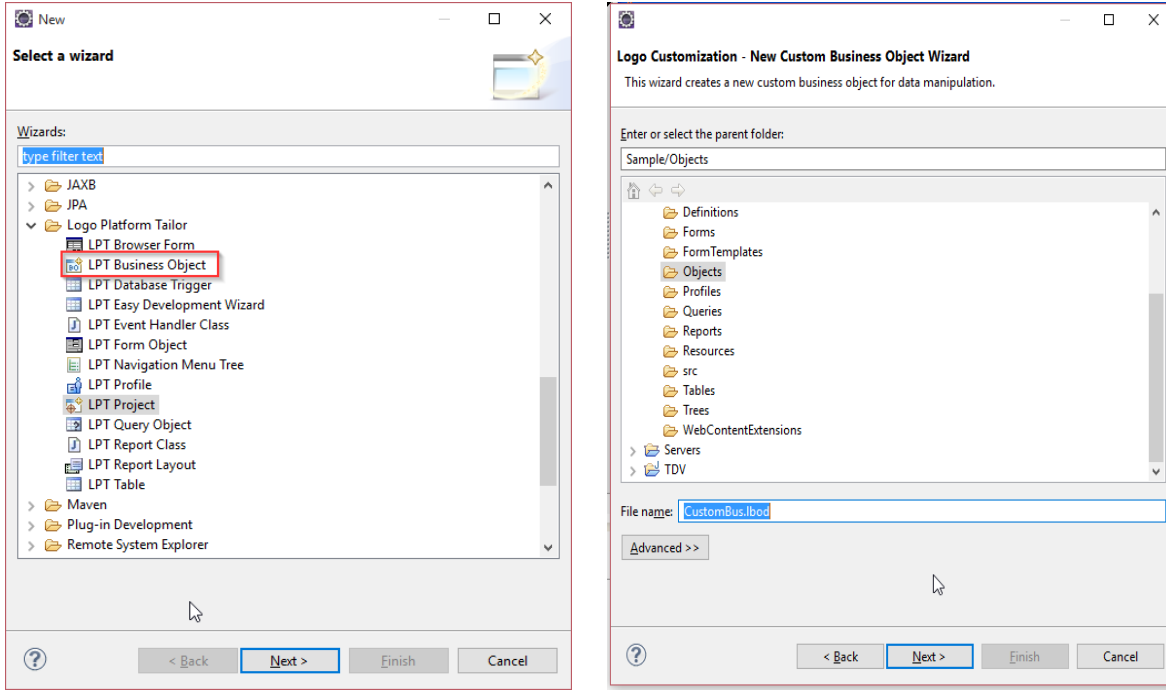 New
Select a wizard
Wizards:
type filter text
JAXB
JPA
Logo Platform Tailor
LPT Browser Form
LPT Business Object
LPT Database Trigger
LPT Easy Development Wizard
LPT Event Handler Class
LPT Form Object
LPT Navigation Menu Tree
LPT Profile
LPT Project
LPT Query Object
LPT Report Class
LPT Report Layout
LPT Table
Maven
Plug-in Development
Remote System Explorer
< Back Next > Finish Cancel
Logo Customization - New Custom Business Object Wizard
This wizard creates a new custom business object for data manipulation.
Enter or select the parent folder:
Sample/Objects
Definitions
Forms
FormTemplates
Objects
Profiles
Queries
Reports
Resources
src
Tables
Trees
WebContentExtensions
Servers
TDV
File name: CustomBus.lbod
Advanced >>
< Back Next > Finish Cancel